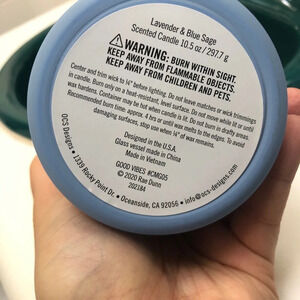 Lavender & Blue Sage
Scented Candle 10.5 oz / 297.7 g
WARNING: BURN WITHIN SIGHT.
KEEP AWAY FROM FLAMMABLE OBJECTS.
KEEP AWAY FROM CHILDREN AND PETS.
Center and trim wick to ¼" before lighting. Do not leave matches or wick trimmings
in candle. Burn only on a heat-resistant, level surface. Do not move while lit or until
wax hardens. Container may be hot when candle is lit. Do not burn in drafty areas.
Recommended burn time: approx. 4 hrs or until wax melts to the edges. To avoid
damaging surfaces, stop use when ½" of wax remains.
Designed in the U.S.A.
Glass vessel made in China
Made in Vietnam
GOOD VIBES #CMG05
©2020 Rae Dunn
202184
OCS Designs • 1339 Rocky Point Dr. • Oceanside, CA 92056 • info@ocs-designs.com